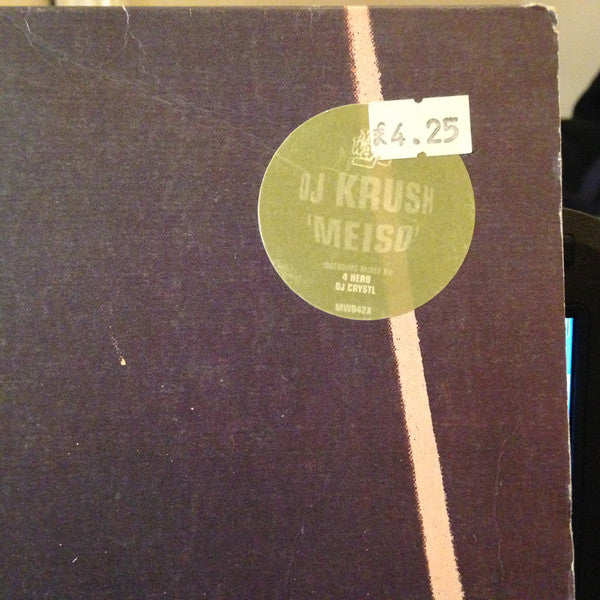 £4.25
DJ KRUSH
'MEISO'
INCLUDING MIXES BY
4 HERO
DJ CRYSTL
MW042X